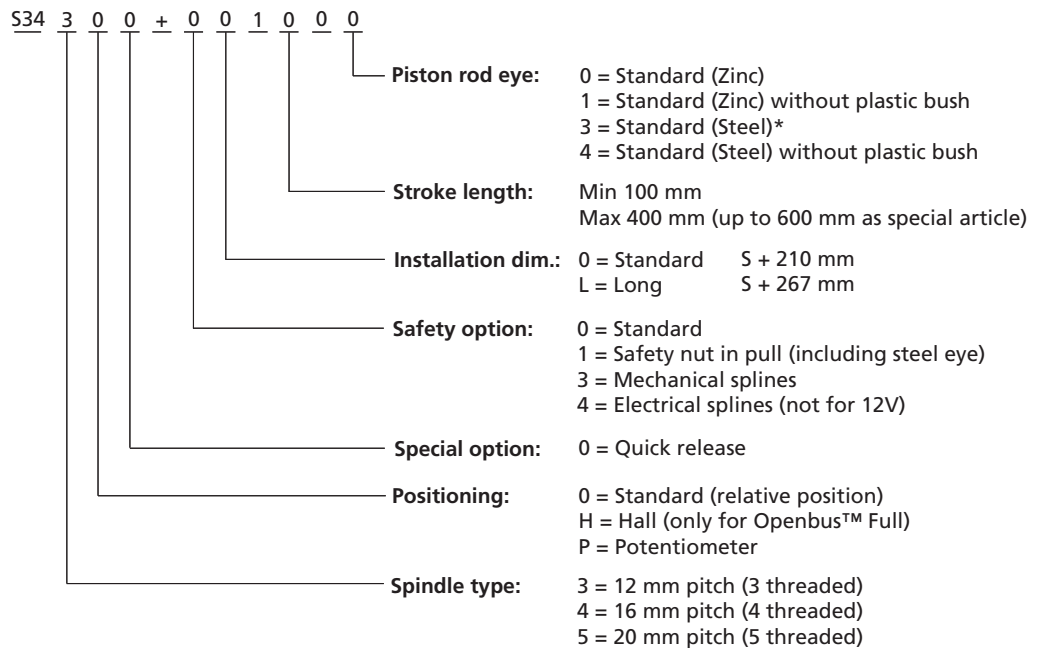 S34 3 0 0 + 0 0 1 0 0 0
Piston rod eye: 0 = Standard (Zinc)
1 = Standard (Zinc) without plastic bush
3 = Standard (Steel)*
4 = Standard (Steel) without plastic bush
Stroke length: Min 100 mm
Max 400 mm (up to 600 mm as special article)
Installation dim.: 0 = Standard S + 210 mm
L = Long S + 267 mm
Safety option: 0 = Standard
1 = Safety nut in pull (including steel eye)
3 = Mechanical splines
4 = Electrical splines (not for 12V)
Special option: 0 = Quick release
Positioning: 0 = Standard (relative position)
H = Hall (only for Openbus™ Full)
P = Potentiometer
Spindle type: 3 = 12 mm pitch (3 threaded)
4 = 16 mm pitch (4 threaded)
5 = 20 mm pitch (5 threaded)